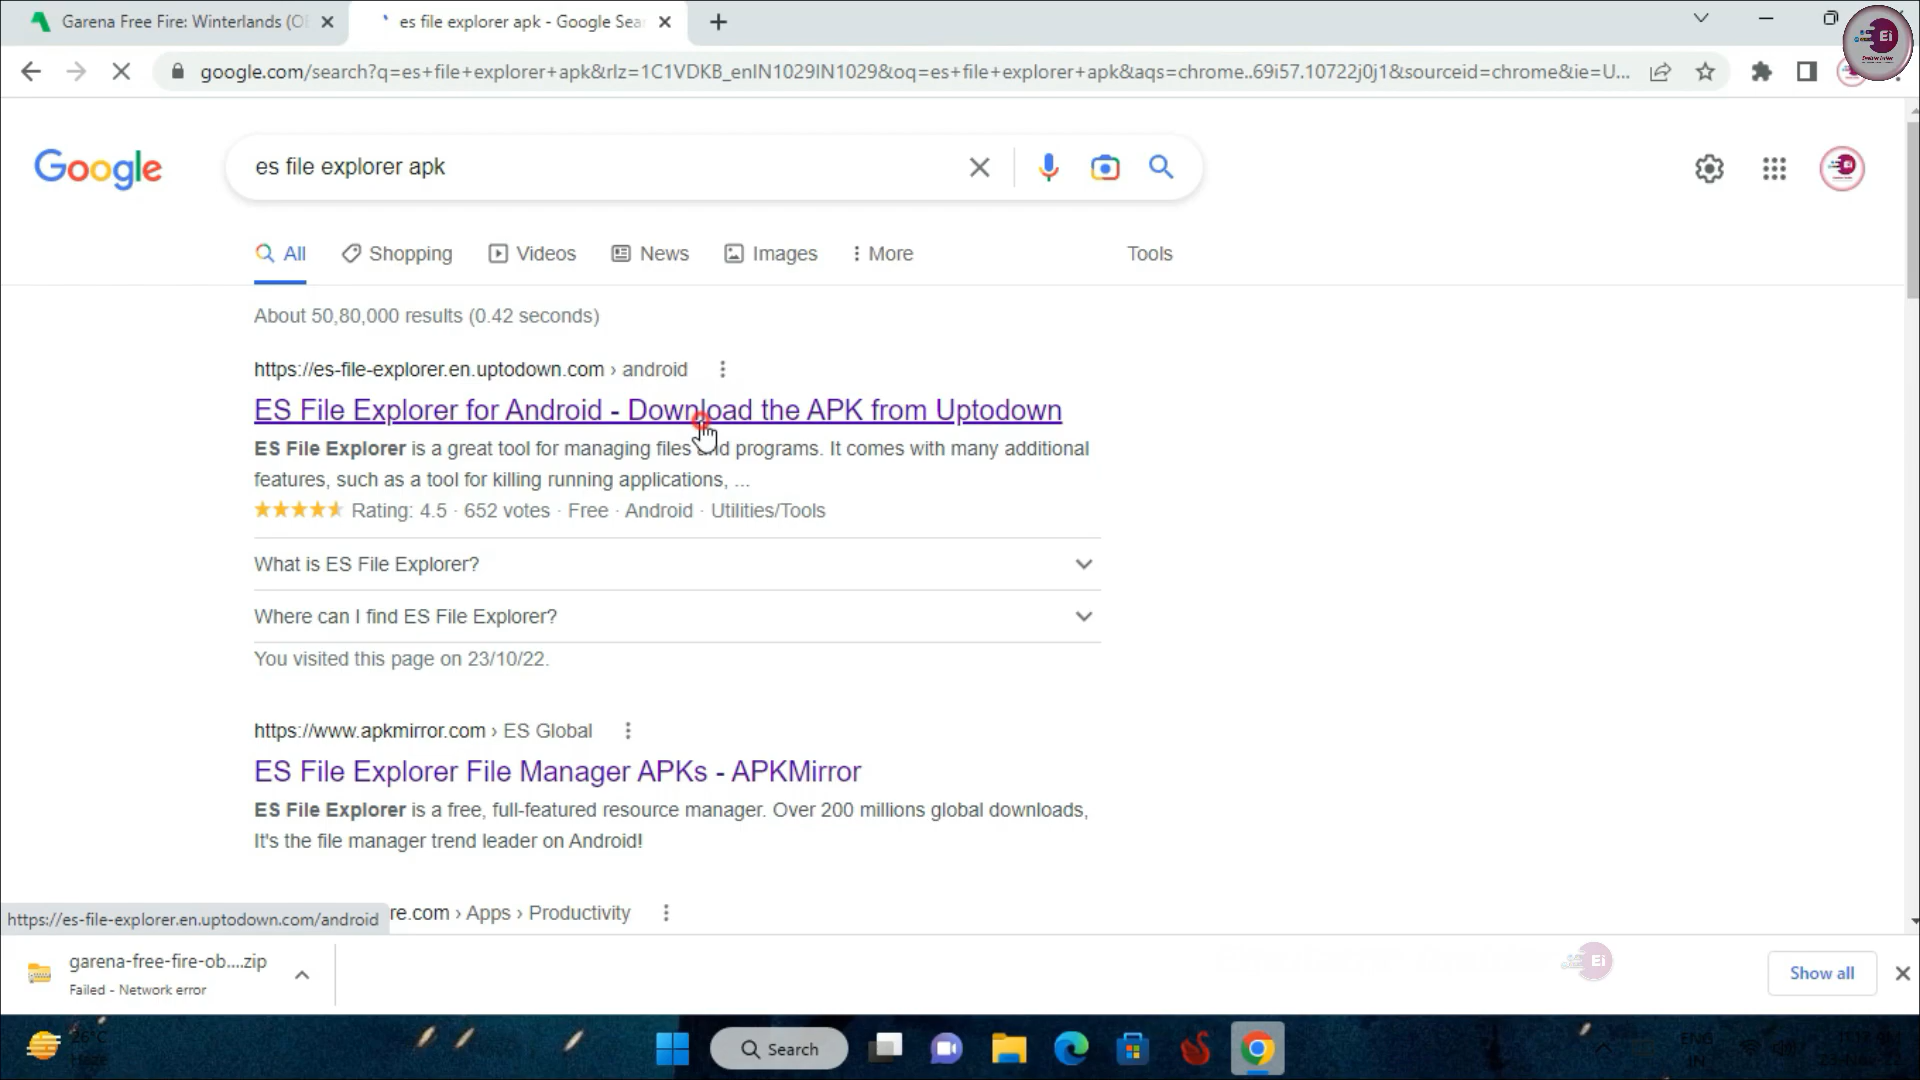 Garena Free Fire: Winterlands (O
es file explorer apk - Google Sea
google.com/search?q=es+file+explorer+apk&rlz=1C1VDKB_enIN1029IN1029&oq=es+file+explorer+apk&aqs=chrome..69i57.10722j0j1&sourceid=chrome&ie=U...
Ei
Google
es file explorer apk
All
Shopping
Videos
News
Images
More
Tools
About 50,80,000 results (0.42 seconds)
https://es-file-explorer.en.uptodown.com › android
ES File Explorer for Android - Download the APK from Uptodown
ES File Explorer is a great tool for managing files and programs. It comes with many additional
features, such as a tool for killing running applications, ...
Rating: 4.5 · 652 votes · Free · Android · Utilities/Tools
What is ES File Explorer?
Where can I find ES File Explorer?
You visited this page on 23/10/22.
https://www.apkmirror.com › ES Global
ES File Explorer File Manager APKs - APKMirror
ES File Explorer is a free, full-featured resource manager. Over 200 millions global downloads,
It's the file manager trend leader on Android!
https://es-file-explorer.en.uptodown.com/android
re.com › Apps › Productivity
garena-free-fire-ob....zip
Failed - Network error
Ei
Show all
26°C
Haze
Search
ENG
IN